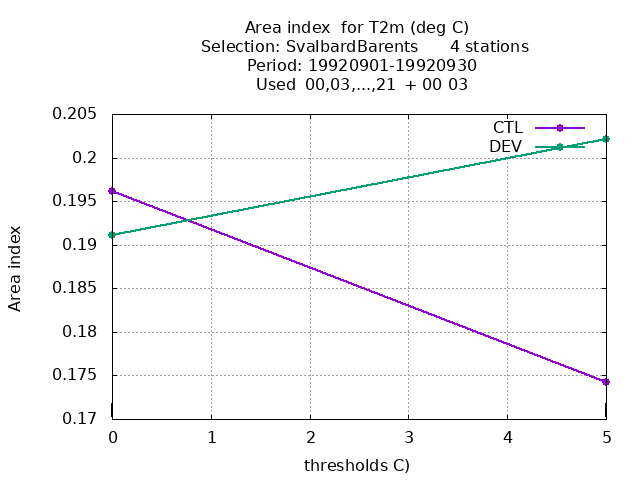 Area index  for T2m (deg C)
Selection: SvalbardBarents      4 stations
Period: 19920901-19920930
Used  00,03,...,21  + 00 03
0.205
0.2
0.195
0.19
0.185
0.18
0.175
0.17
Area index
CTL
DEV
0 1 2 3 4 5
thresholds C)